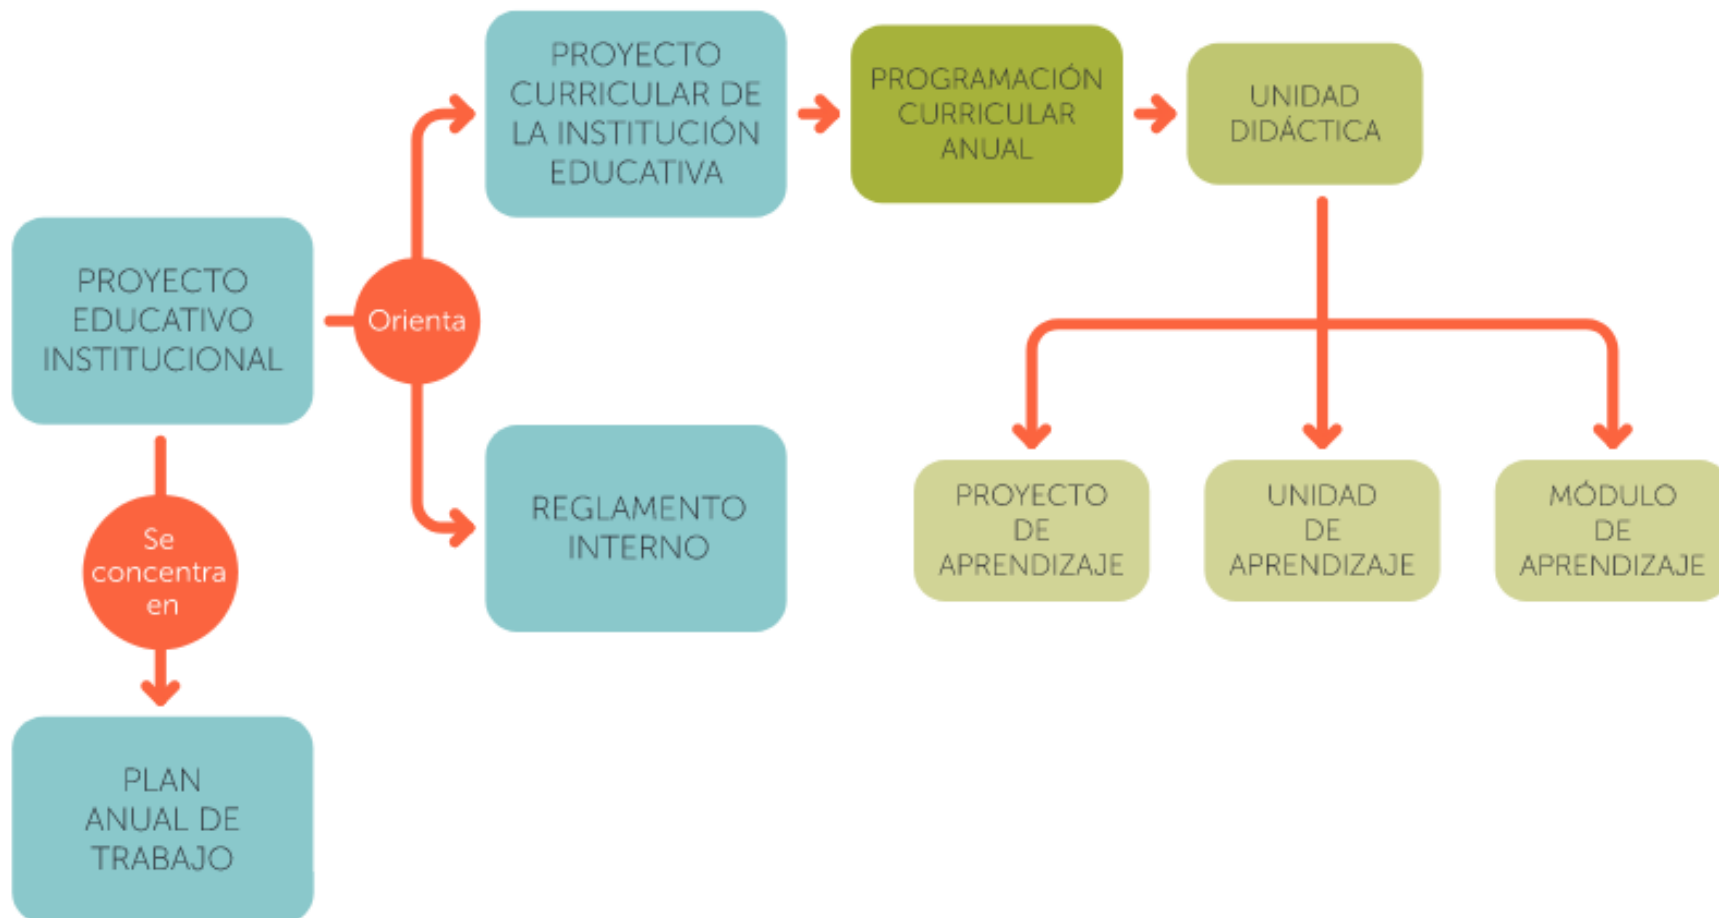 PROYECTO
CURRICULAR DE
LA INSTITUCIÓN
EDUCATIVA
PROGRAMACIÓN
CURRICULAR
ANUAL
UNIDAD
DIDÁCTICA
PROYECTO
EDUCATIVO
INSTITUCIONAL
Orienta
REGLAMENTO
INTERNO
PROYECTO
DE
APRENDIZAJE
UNIDAD
DE
APRENDIZAJE
MÓDULO
DE
APRENDIZAJE
Se
concentra
en
PLAN
ANUAL DE
TRABAJO